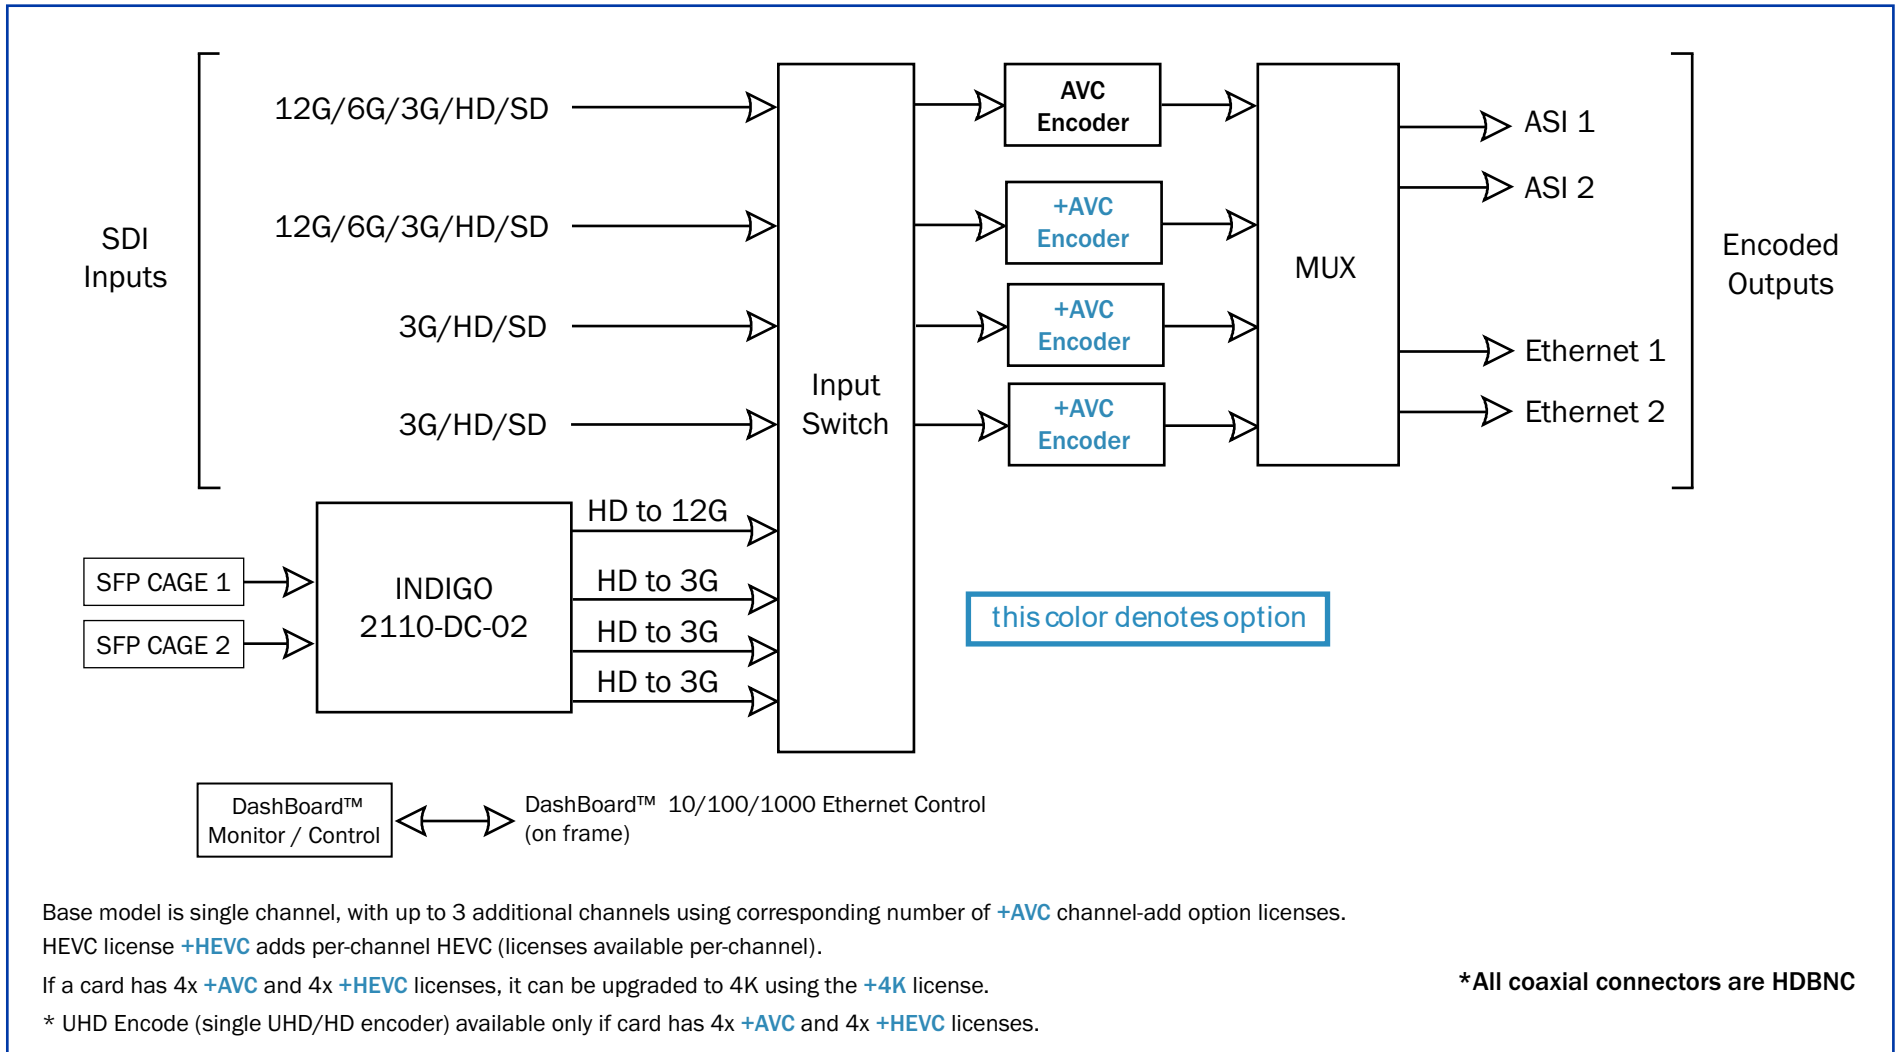 SDI
Inputs
12G/6G/3G/HD/SD
12G/6G/3G/HD/SD
3G/HD/SD
3G/HD/SD
SFP CAGE 1
SFP CAGE 2
INDIGO
2110-DC-02
HD to 12G
HD to 3G
HD to 3G
HD to 3G
Input
Switch
AVC
Encoder
+AVC
Encoder
+AVC
Encoder
+AVC
Encoder
MUX
ASI 1
ASI 2
Ethernet 1
Ethernet 2
Encoded
Outputs
this color denotes option
DashBoard™
Monitor / Control
DashBoard™ 10/100/1000 Ethernet Control
(on frame)
Base model is single channel, with up to 3 additional channels using corresponding number of +AVC channel-add option licenses.
HEVC license +HEVC adds per-channel HEVC (licenses available per-channel).
If a card has 4x +AVC and 4x +HEVC licenses, it can be upgraded to 4K using the +4K license.
* UHD Encode (single UHD/HD encoder) available only if card has 4x +AVC and 4x +HEVC licenses.
*All coaxial connectors are HDBNC